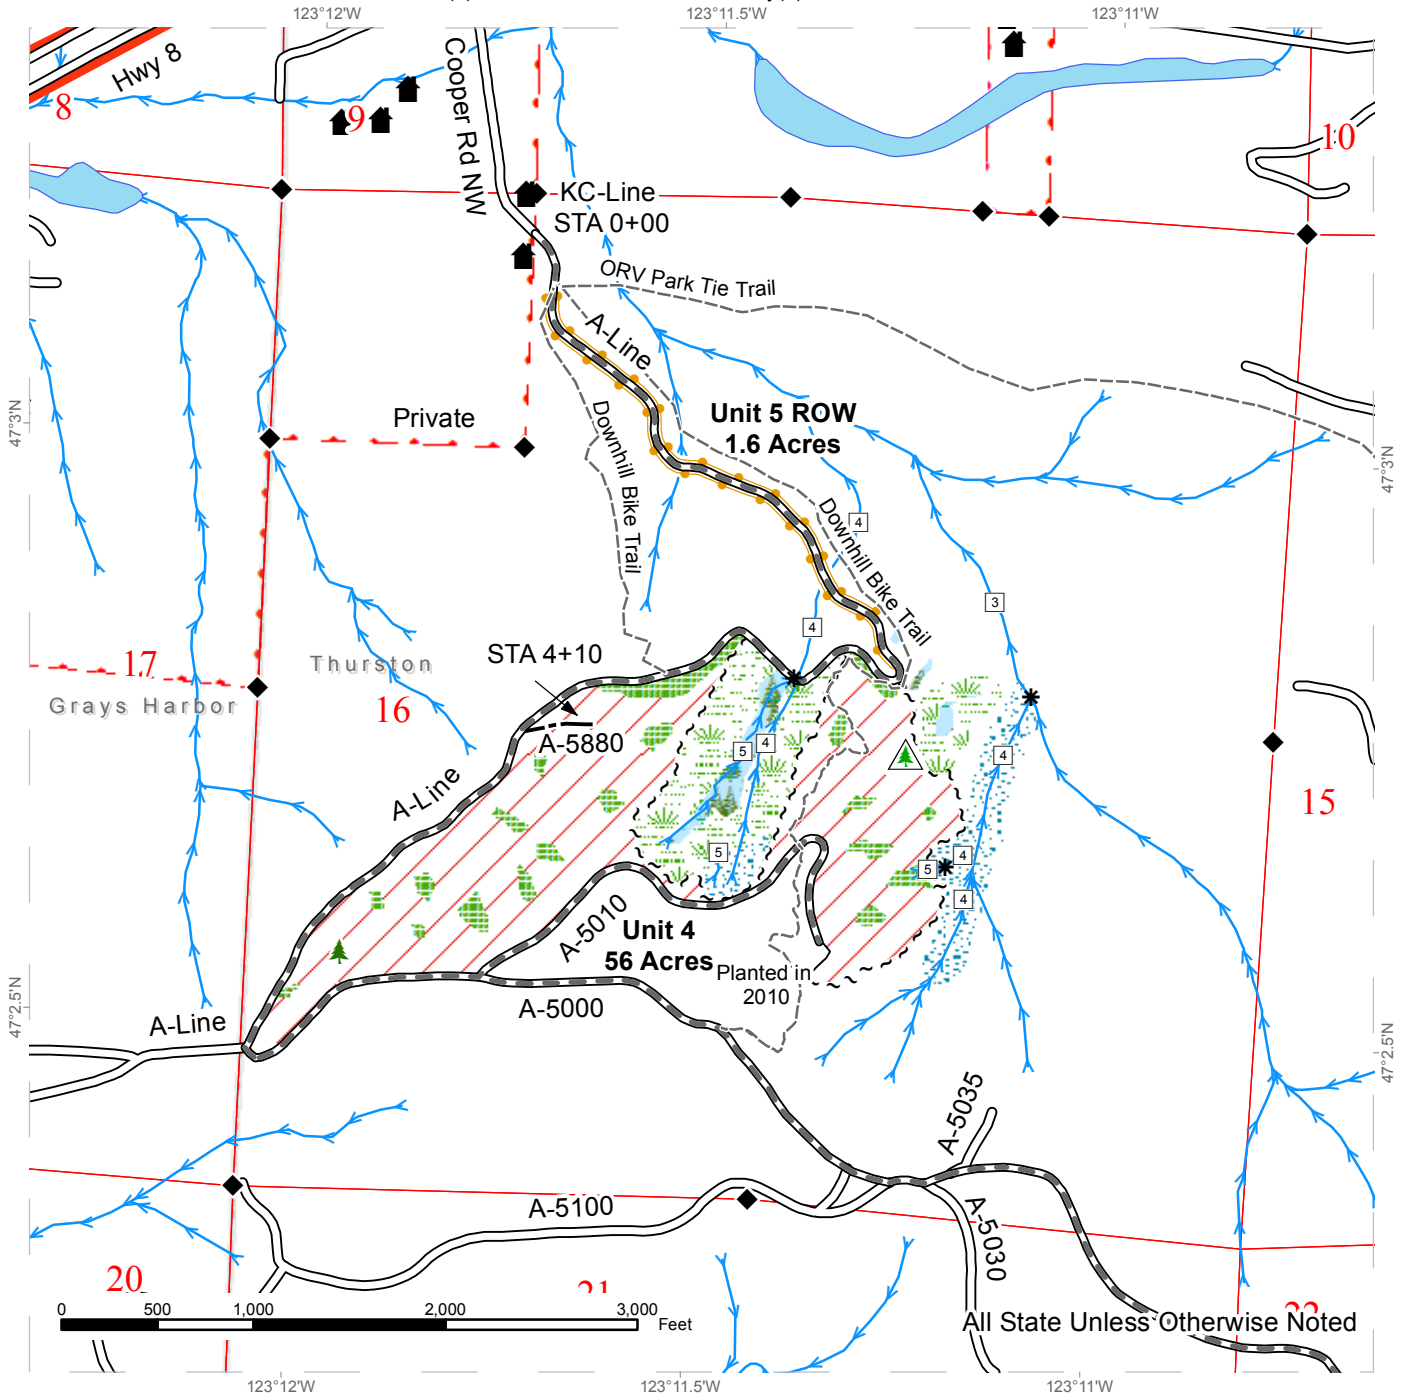 123°12'W
123°11.5'W
123°11'W
Hwy 8
8
9
10
Cooper Rd NW
KC-Line
STA 0+00
ORV Park Tie Trail
A-Line
47°3'N
47°3'N
Private
Unit 5 ROW
1.6 Acres
Downhill Bike Trail
Downhill Bike Trail
4
3
4
17
Thurston
STA 4+10
Grays Harbor
16
A-5880
5
4
4
15
A-Line
5
4
5
4
A-5010
Unit 4
56 Acres
Planted in
2010
A-5000
A-Line
47°2.5'N
47°2.5'N
A-5035
A-5100
A-5030
20
21
22
0
500
1,000
2,000
3,000
Feet
All State Unless Otherwise Noted
123°12'W
123°11.5'W
123°11'W